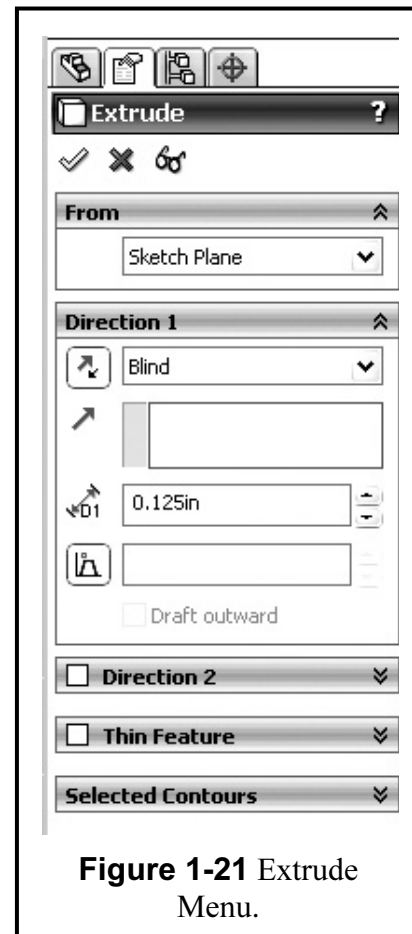 Extrude ?
From
Sketch Plane
Direction 1
Blind
D1 0.125in
Draft outward
Direction 2
Thin Feature
Selected Contours
Figure 1-21 Extrude
Menu.